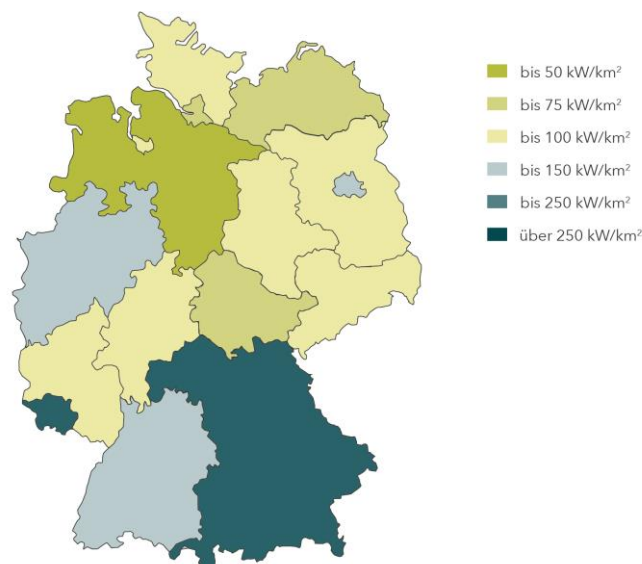 bis 50 kW/km²
bis 75 kW/km²
bis 100 kW/km²
bis 150 kW/km²
bis 250 kW/km²
über 250 kW/km²